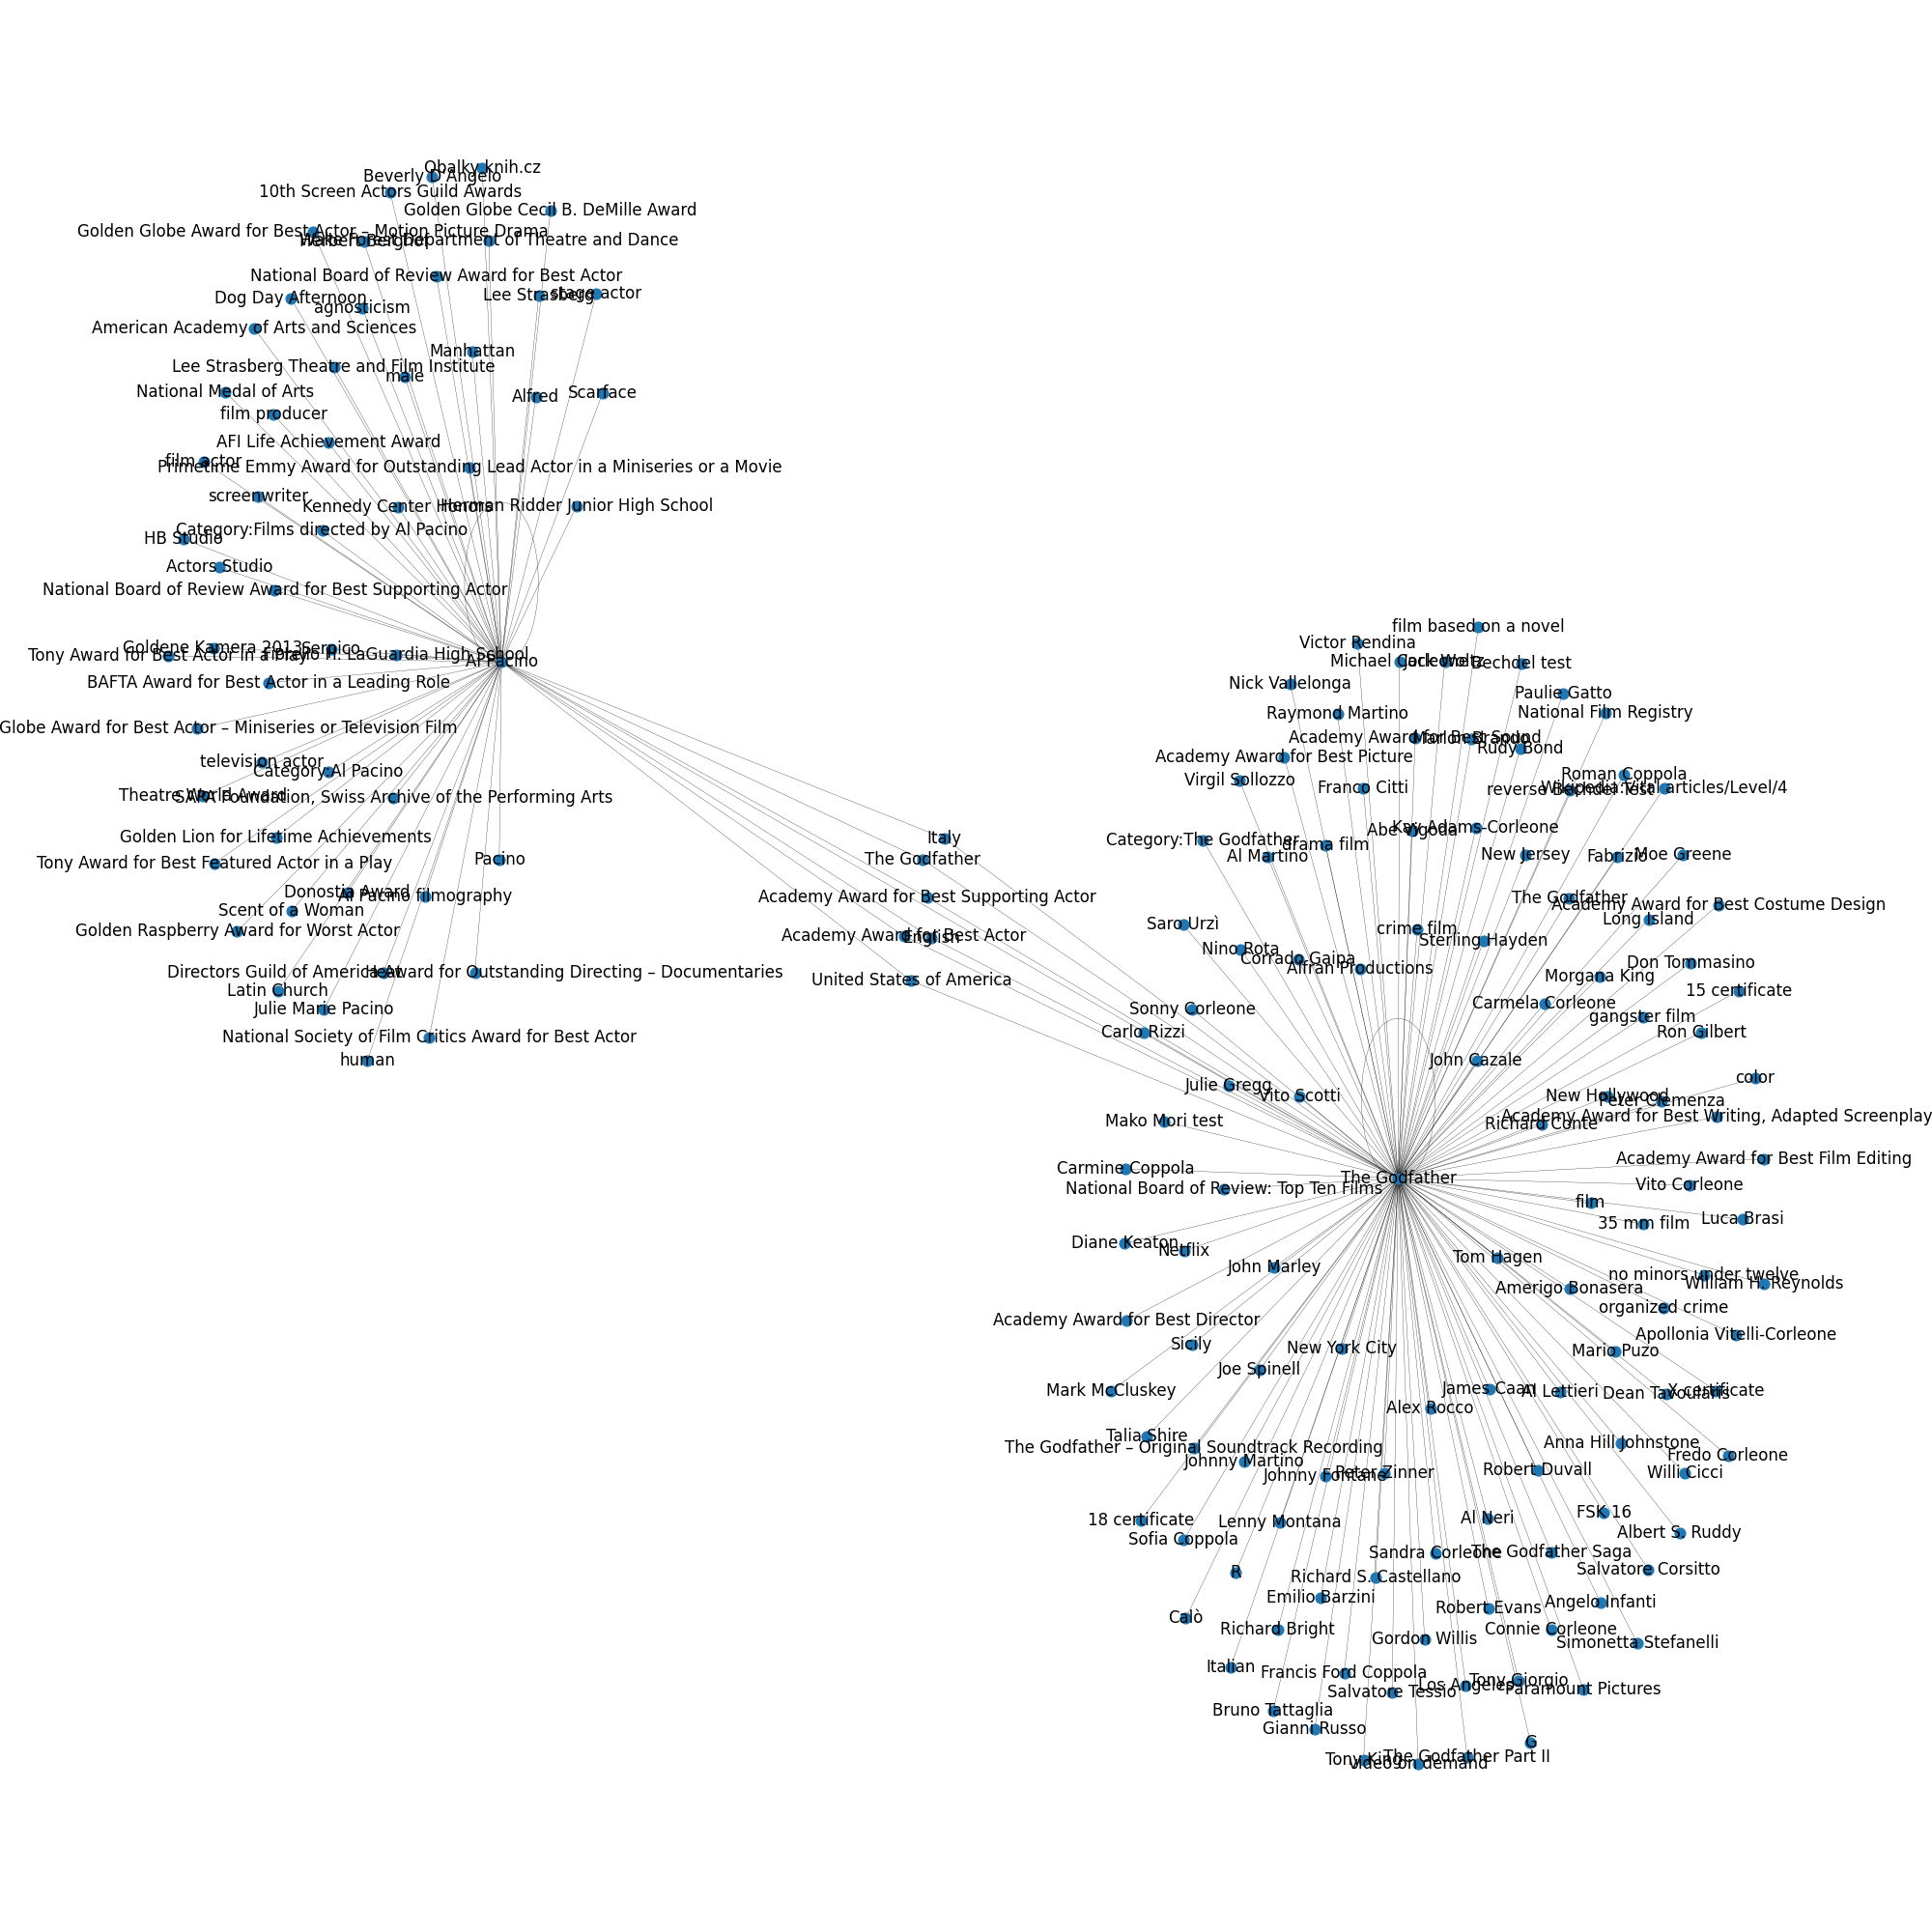 Obalky knih.cz
Beverly D'Angelo
10th Screen Actors Guild Awards
Golden Globe Cecil B. DeMille Award
Golden Globe Award for Best Actor – Motion Picture Drama
Herbert Berghof
Department of Theatre and Dance
National Board of Review Award for Best Actor
Lee Strasberg
stage actor
Dog Day Afternoon
agnosticism
American Academy of Arts and Sciences
Manhattan
Lee Strasberg Theatre and Film Institute
male
National Medal of Arts
Alfred
Scarface
film producer
AFI Life Achievement Award
film actor
Primetime Emmy Award for Outstanding Lead Actor in a Miniseries or a Movie
screenwriter
Kennedy Center Honors
Herman Ridder Junior High School
Category:Films directed by Al Pacino
HB Studio
Actors Studio
National Board of Review Award for Best Supporting Actor
Goldene Kamera 2013
Serpico
Tony Award for Best Actor in a Play
Fiorello H. LaGuardia High School
Al Pacino
BAFTA Award for Best Actor in a Leading Role
Globe Award for Best Actor – Miniseries or Television Film
television actor
Category:Al Pacino
Theatre World Award
SAPA Foundation, Swiss Archive of the Performing Arts
Golden Lion for Lifetime Achievements
Tony Award for Best Featured Actor in a Play
Pacino
Donostia Award
Al Pacino filmography
Scent of a Woman
Golden Raspberry Award for Worst Actor
Directors Guild of America Award for Outstanding Directing – Documentaries
Heat
Latin Church
Julie Marie Pacino
National Society of Film Critics Award for Best Actor
human
Italy
The Godfather
Academy Award for Best Supporting Actor
Academy Award for Best Actor
English
United States of America
film based on a novel
Victor Rendina
Michael Corleone
Jack Woltz
Bechdel test
Nick Vallelonga
Paulie Gatto
Raymond Martino
National Film Registry
Academy Award for Best Sound
Marlon Brando
Rudy Bond
Academy Award for Best Picture
Virgil Sollozzo
Franco Citti
Roman Coppola
reverse Bechdel Test
Wikipedia:Vital articles/Level/4
Abe Vigoda
Kay Adams-Corleone
Category:The Godfather
drama film
Al Martino
New Jersey
Fabrizio
Moe Greene
The Godfather
Academy Award for Best Costume Design
Long Island
Saro Urzì
crime film
Sterling Hayden
Nino Rota
Corrado Gaipa
Alfran Productions
Don Tommasino
Morgana King
15 certificate
Carmela Corleone
gangster film
Ron Gilbert
Sonny Corleone
Carlo Rizzi
John Cazale
Julie Gregg
Vito Scotti
color
New Hollywood
Peter Clemenza
Mako Mori test
Academy Award for Best Writing, Adapted Screenplay
Richard Conte
Carmine Coppola
Academy Award for Best Film Editing
The Godfather
National Board of Review: Top Ten Films
Vito Corleone
film
35 mm film
Luca Brasi
Diane Keaton
Netflix
Tom Hagen
John Marley
no minors under twelve
William H. Reynolds
Amerigo Bonasera
organized crime
Academy Award for Best Director
Apollonia Vitelli-Corleone
Sicily
New York City
Mario Puzo
Joe Spinell
Mark McCluskey
James Caan
Al Lettieri
Dean Tavoularis
X certificate
Alex Rocco
Talia Shire
The Godfather – Original Soundtrack Recording
Anna Hill Johnstone
Fredo Corleone
Johnny Martino
Johnny Fontane
Peter Zinner
Robert Duvall
Willi Cicci
18 certificate
Lenny Montana
Al Neri
FSK 16
Albert S. Ruddy
Sofia Coppola
Sandra Corleone
The Godfather Saga
Salvatore Corsitto
R
Richard S. Castellano
Emilio Barzini
Robert Evans
Angelo Infanti
Calò
Richard Bright
Gordon Willis
Connie Corleone
Simonetta Stefanelli
Italian
Francis Ford Coppola
Salvatore Tessio
Los Angeles
Tony Giorgio
Paramount Pictures
Bruno Tattaglia
Gianni Russo
G
Tony King
The Godfather Part II
video on demand